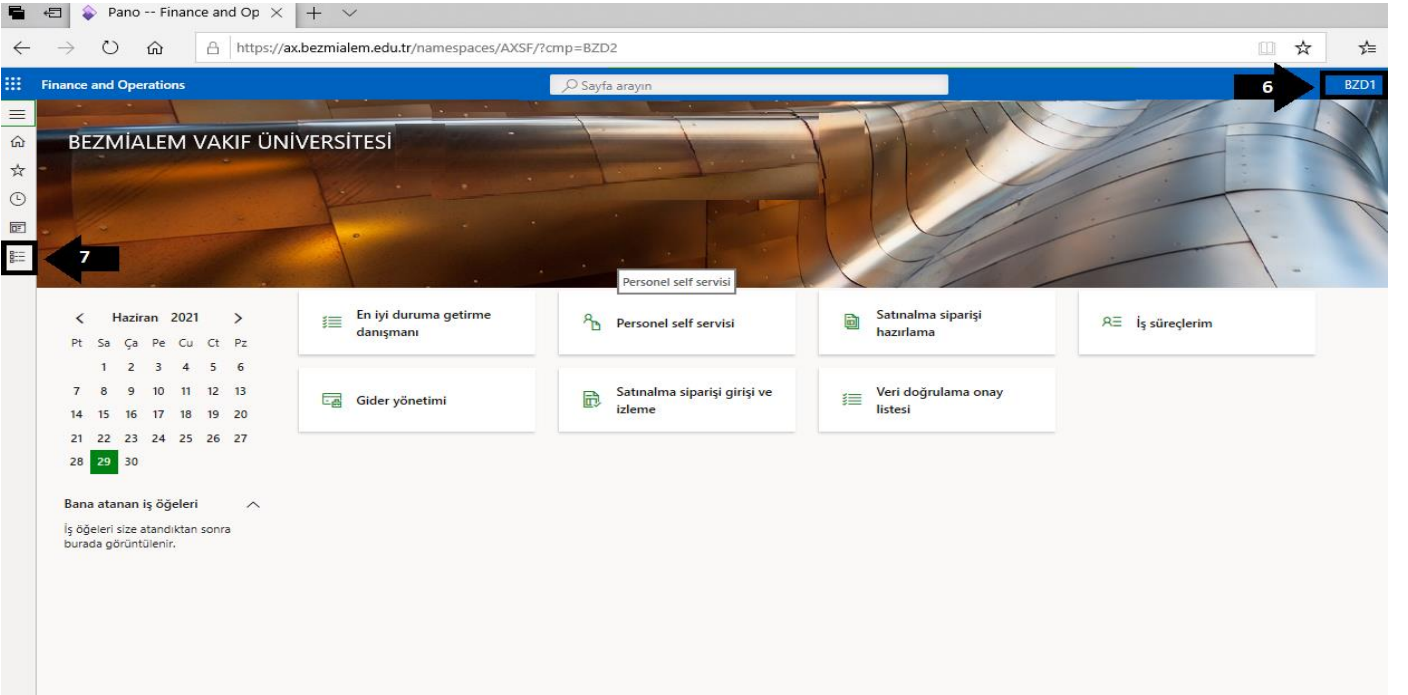 Pano -- Finance and Op
https://ax.bezmialem.edu.tr/namespaces/AXSF/?cmp=BZD2
Finance and Operations
Sayfa arayın
6
BZD1
BEZMİALEM VAKIF ÜNİVERSİTESİ
7
Personel self servisi
Haziran 2021
Pt Sa Ça Pe Cu Ct Pz
1 2 3 4 5 6
7 8 9 10 11 12 13
14 15 16 17 18 19 20
21 22 23 24 25 26 27
28 29 30
Bana atanan iş öğeleri
İş öğeleri size atandıktan sonra
burada görüntülenir.
En iyi duruma getirme
danışmanı
Personel self servisi
Satınalma siparişi
hazırlama
İş süreçlerim
Gider yönetimi
Satınalma siparişi girişi ve
izleme
Veri doğrulama onay
listesi